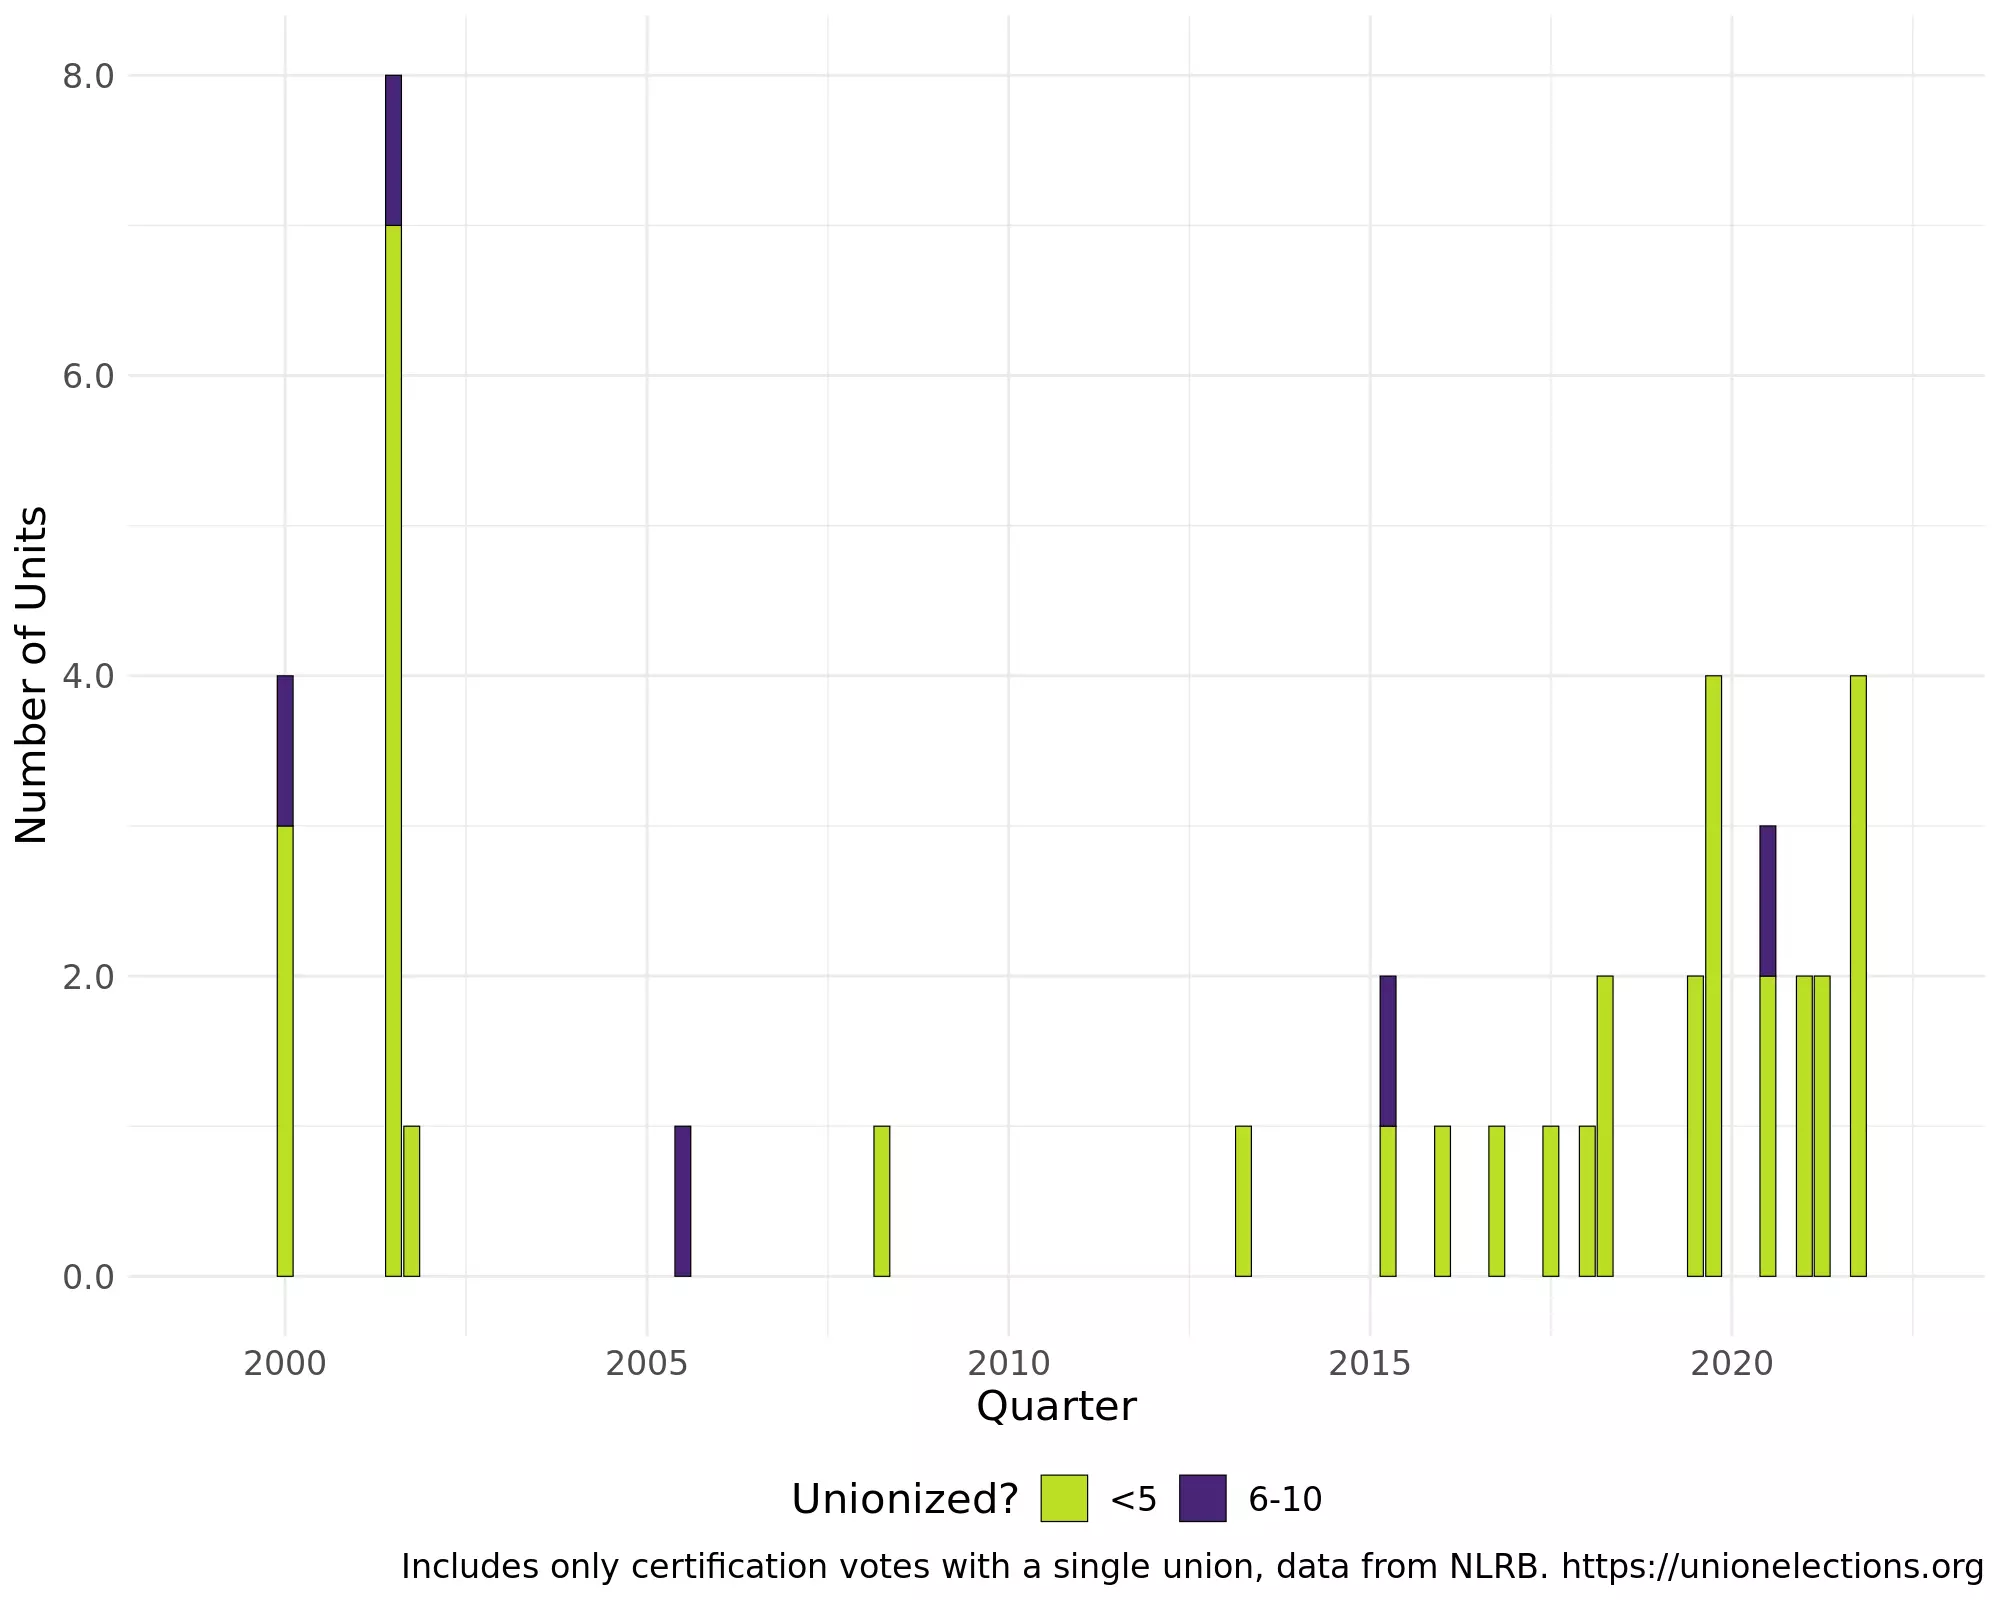 8.0
6.0
4.0
2.0
0.0
Number of Units
2000 2005 2010 2015 2020
Quarter
Unionized? <5 6-10
Includes only certification votes with a single union, data from NLRB. https://unionelections.org